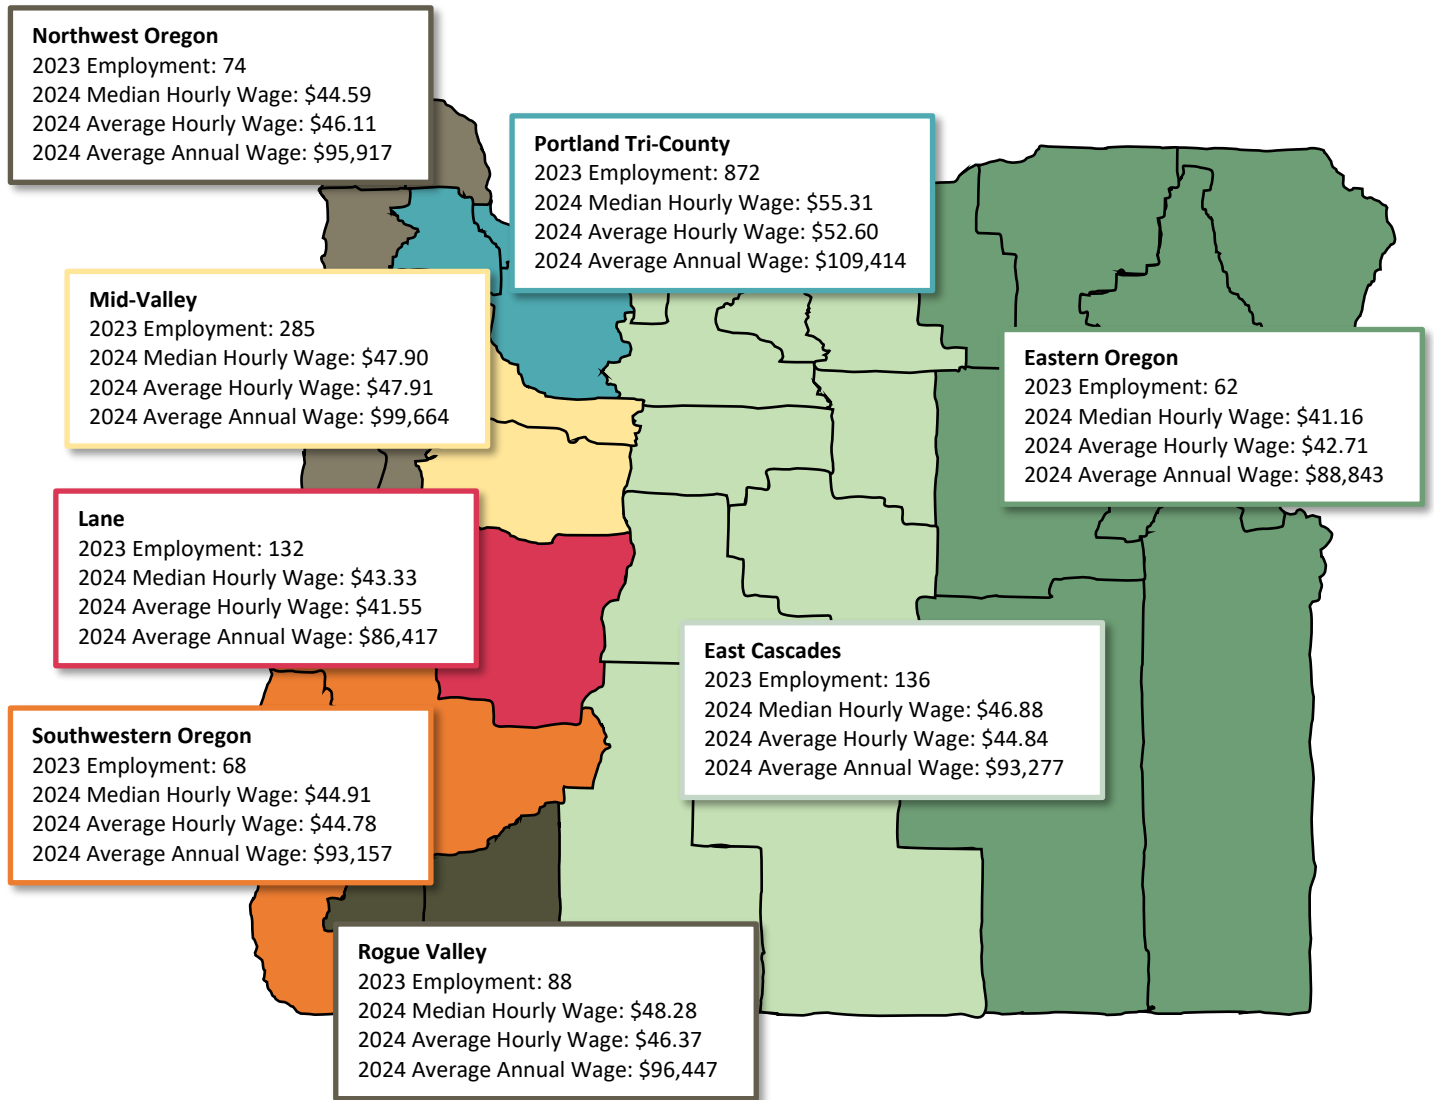 Northwest Oregon
2023 Employment: 74
2024 Median Hourly Wage: $44.59
2024 Average Hourly Wage: $46.11
2024 Average Annual Wage: $95,917
Portland Tri-County
2023 Employment: 872
2024 Median Hourly Wage: $55.31
2024 Average Hourly Wage: $52.60
2024 Average Annual Wage: $109,414
Mid-Valley
2023 Employment: 285
2024 Median Hourly Wage: $47.90
2024 Average Hourly Wage: $47.91
2024 Average Annual Wage: $99,664
Eastern Oregon
2023 Employment: 62
2024 Median Hourly Wage: $41.16
2024 Average Hourly Wage: $42.71
2024 Average Annual Wage: $88,843
Lane
2023 Employment: 132
2024 Median Hourly Wage: $43.33
2024 Average Hourly Wage: $41.55
2024 Average Annual Wage: $86,417
East Cascades
2023 Employment: 136
2024 Median Hourly Wage: $46.88
2024 Average Hourly Wage: $44.84
2024 Average Annual Wage: $93,277
Southwestern Oregon
2023 Employment: 68
2024 Median Hourly Wage: $44.91
2024 Average Hourly Wage: $44.78
2024 Average Annual Wage: $93,157
Rogue Valley
2023 Employment: 88
2024 Median Hourly Wage: $48.28
2024 Average Hourly Wage: $46.37
2024 Average Annual Wage: $96,447